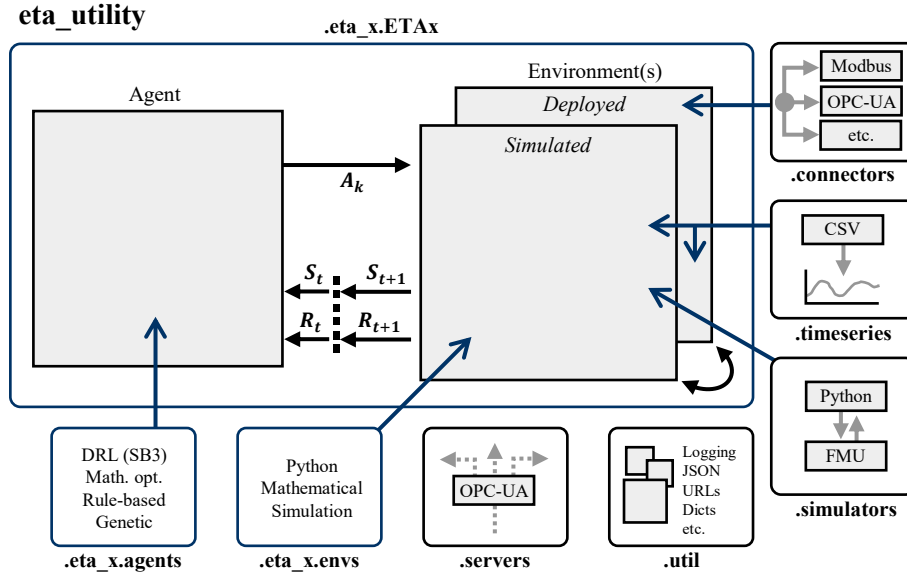 eta_utility
.eta_x.ETAx
Agent
Environment(s)
Deployed
Simulated
A_k
S_t
S_{t+1}
R_t
R_{t+1}
Modbus
OPC-UA
etc.
.connectors
CSV
.timeseries
Python
FMU
.simulators
DRL (SB3)
Math. opt.
Rule-based
Genetic
.eta_x.agents
Python
Mathematical
Simulation
.eta_x.envs
OPC-UA
.servers
Logging
JSON
URLs
Dicts
etc.
.util